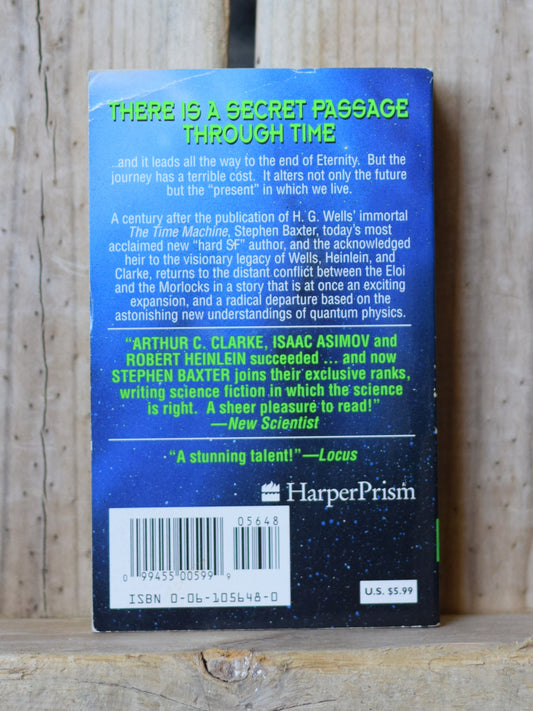 THERE IS A SECRET PASSAGE
THROUGH TIME
...and it leads all the way to the end of Eternity. But the
journey has a terrible cost. It alters not only the future
but the “present” in which we live.
A century after the publication of H. G. Wells’ immortal
The Time Machine, Stephen Baxter, today’s most
acclaimed new “hard SF” author, and the acknowledged
heir to the visionary legacy of Wells, Heinlein, and
Clarke, returns to the distant conflict between the Eloi
and the Morlocks in a story that is at once an exciting
expansion, and a radical departure based on the
astonishing new understandings of quantum physics.
“ARTHUR C. CLARKE, ISAAC ASIMOV and
ROBERT HEINLEIN succeeded ... and now
STEPHEN BAXTER joins their exclusive ranks,
writing science fiction in which the science
is right. A sheer pleasure to read!”
—New Scientist
“A stunning talent!”—Locus
HarperPrism
05648
0 99455 00599 9
ISBN 0-06-105648-0
U.S. $5.99